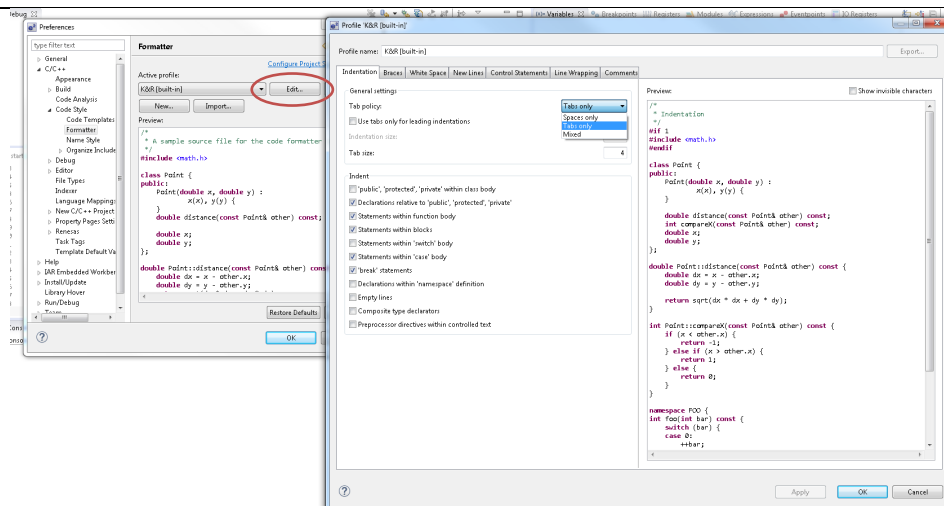 Debug
Variables
Breakpoints
Registers
Modules
Expressions
Eventpoints
IO Registers
Preferences
type filter text
General
C/C++
Appearance
Build
Code Analysis
Code Style
Code Templates
Formatter
Name Style
Organize Include
Debug
Editor
File Types
Indexer
Language Mappings
New C/C++ Project
Property Pages Setti
Renesas
Task Tags
Template Default Va
Help
IAR Embedded Workber
Install/Update
Library Hover
Run/Debug
Team
Formatter
Configure Project S
Active profile:
K&R [built-in]
Edit...
New...
Import...
Preview:
/*
* A sample source file for the code formatter
*/
#include <math.h>
class Point {
public:
Point(double x, double y) :
x(x), y(y) {
}
double distance(const Point& other) const;
double x;
double y;
};
double Point::distance(const Point& other) cons
double dx = x - other.x;
double dy = y - other.y;
Restore Defaults
OK
Profile 'K&R [built-in]'
Profile name: K&R [built-in]
Export...
Indentation
Braces
White Space
New Lines
Control Statements
Line Wrapping
Comments
General settings
Tab policy:
Tabs only
Spaces only
Tabs only
Mixed
Use tabs only for leading indentations
Indentation size:
Tab size:
4
Indent
'public', 'protected', 'private' within class body
Declarations relative to 'public', 'protected', 'private'
Statements within function body
Statements within blocks
Statements within 'switch' body
Statements within 'case' body
'break' statements
Declarations within 'namespace' definition
Empty lines
Composite type declarators
Preprocessor directives within controlled text
Preview:
Show invisible characters
/*
* Indentation
*/
#if 1
#include <math.h>
#endif
class Point {
public:
Point(double x, double y) :
x(x), y(y) {
}
double distance(const Point& other) const;
int compareX(const Point& other) const;
double x;
double y;
};
double Point::distance(const Point& other) const {
double dx = x - other.x;
double dy = y - other.y;
return sqrt(dx * dx + dy * dy);
}
int Point::compareX(const Point& other) const {
if (x < other.x) {
return -1;
} else if (x > other.x) {
return 1;
} else {
return 0;
}
}
namespace FOO {
int foo(int bar) const {
switch (bar) {
case 0:
++bar;
Apply
OK
Cancel